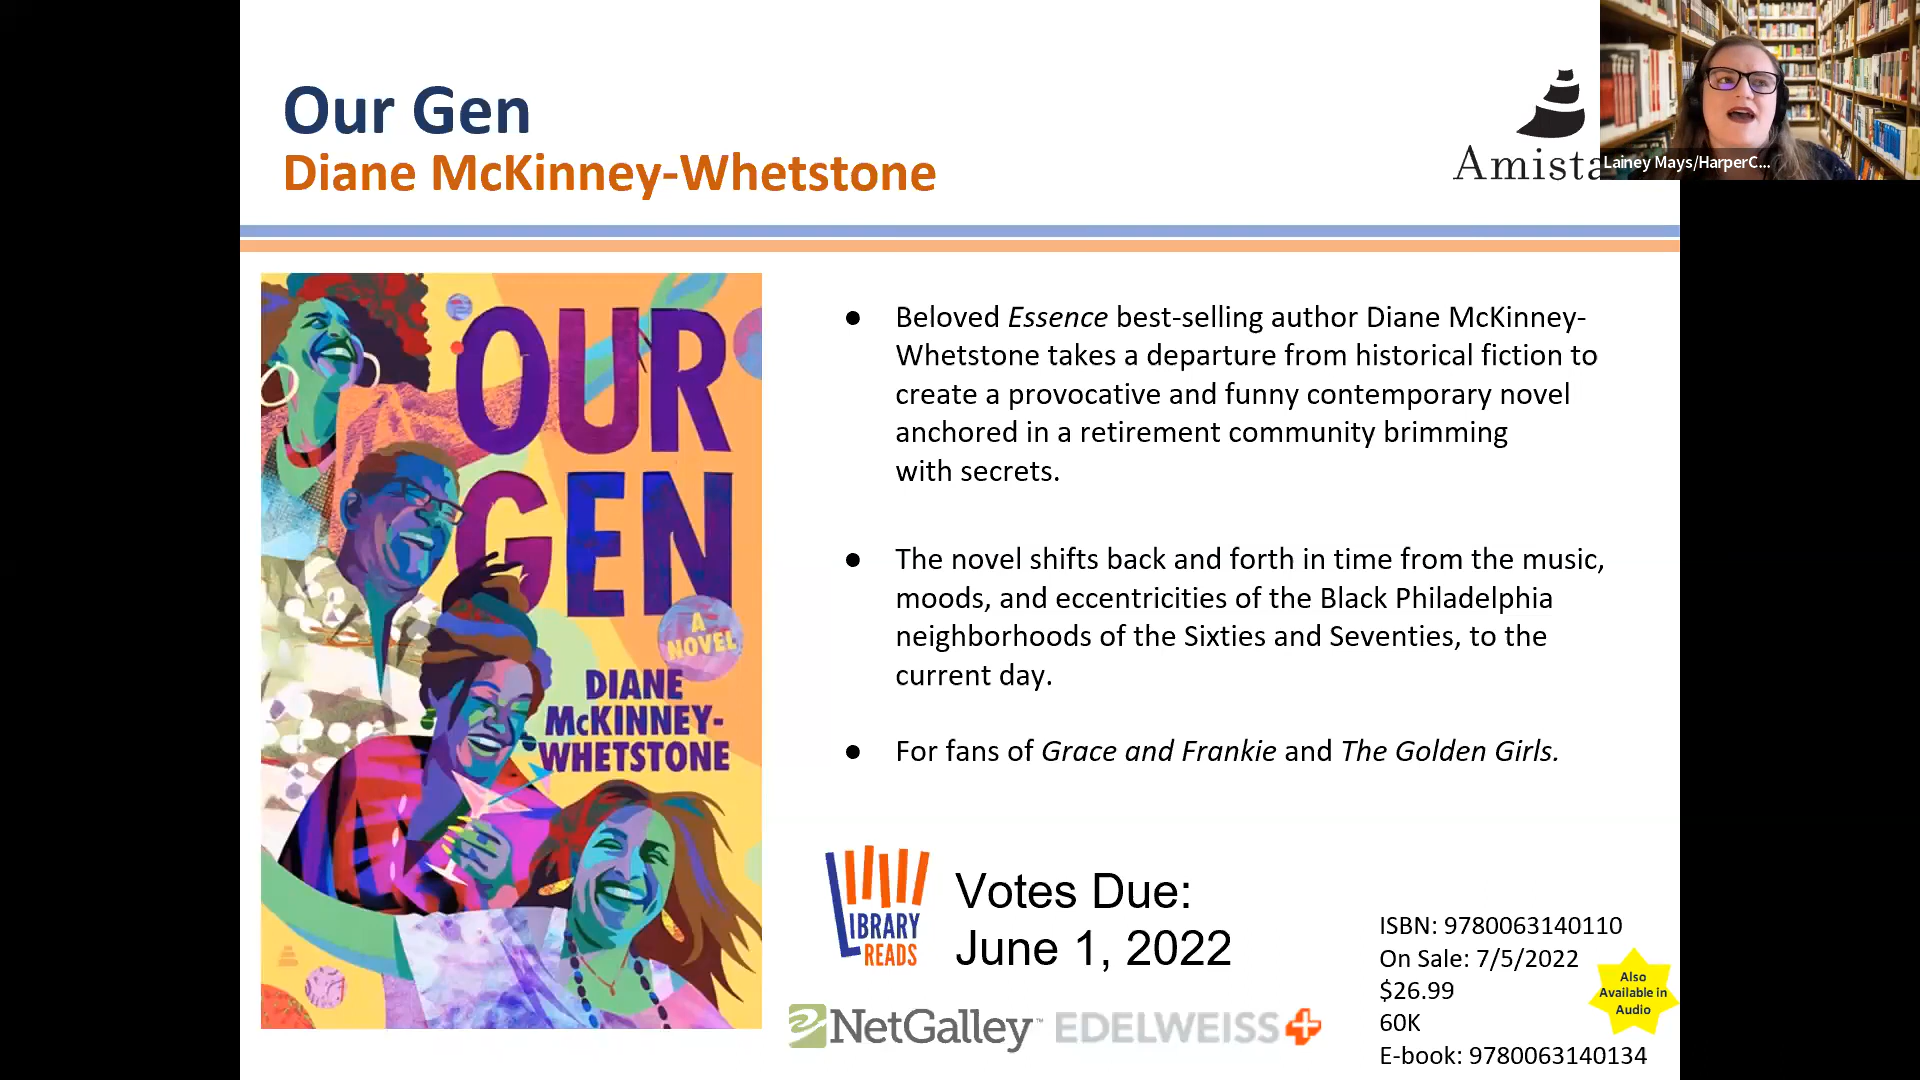 Our Gen
Diane McKinney-Whetstone
Amista
Lainey Mays/HarperC...
OUR
GEN
A
NOVEL
DIANE
McKINNEY-
WHETSTONE
● Beloved Essence best-selling author Diane McKinney-
Whetstone takes a departure from historical fiction to
create a provocative and funny contemporary novel
anchored in a retirement community brimming
with secrets.
● The novel shifts back and forth in time from the music,
moods, and eccentricities of the Black Philadelphia
neighborhoods of the Sixties and Seventies, to the
current day.
● For fans of Grace and Frankie and The Golden Girls.
LIBRARY
READS
Votes Due:
June 1, 2022
NetGalley™
EDELWEISS+
ISBN: 9780063140110
On Sale: 7/5/2022
$26.99
60K
E-book: 9780063140134
Also
Available in
Audio